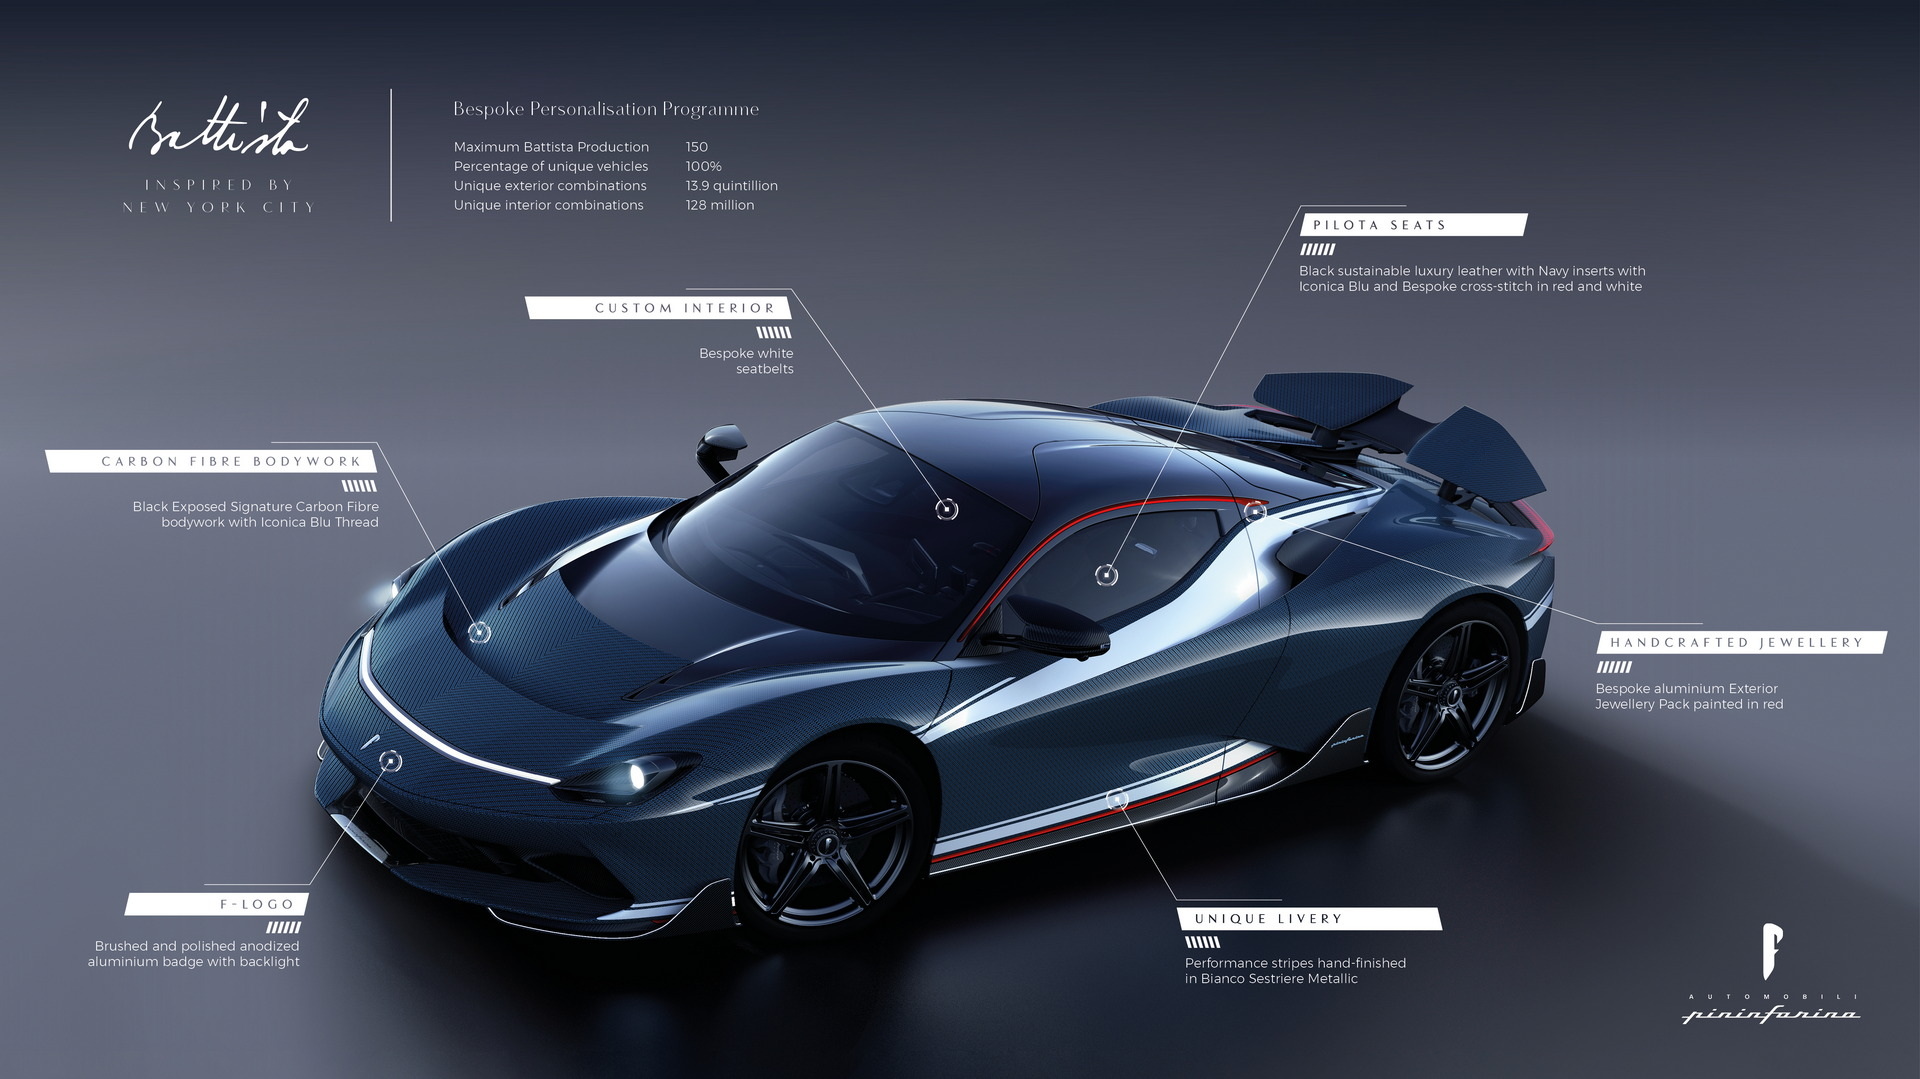 Battista
INSPIRED BY
NEW YORK CITY
Bespoke Personalisation Programme
Maximum Battista Production 150
Percentage of unique vehicles 100%
Unique exterior combinations 13.9 quintillion
Unique interior combinations 128 million
PILOTA SEATS
Black sustainable luxury leather with Navy inserts with
Iconica Blu and Bespoke cross-stitch in red and white
CUSTOM INTERIOR
Bespoke white
seatbelts
CARBON FIBRE BODYWORK
Black Exposed Signature Carbon Fibre
bodywork with Iconica Blu Thread
HANDCRAFTED JEWELLERY
Bespoke aluminium Exterior
Jewellery Pack painted in red
pininfarina
F-LOGO
Brushed and polished anodized
aluminium badge with backlight
UNIQUE LIVERY
Performance stripes hand-finished
in Bianco Sestriere Metallic
AUTOMOBILI
pininfarina